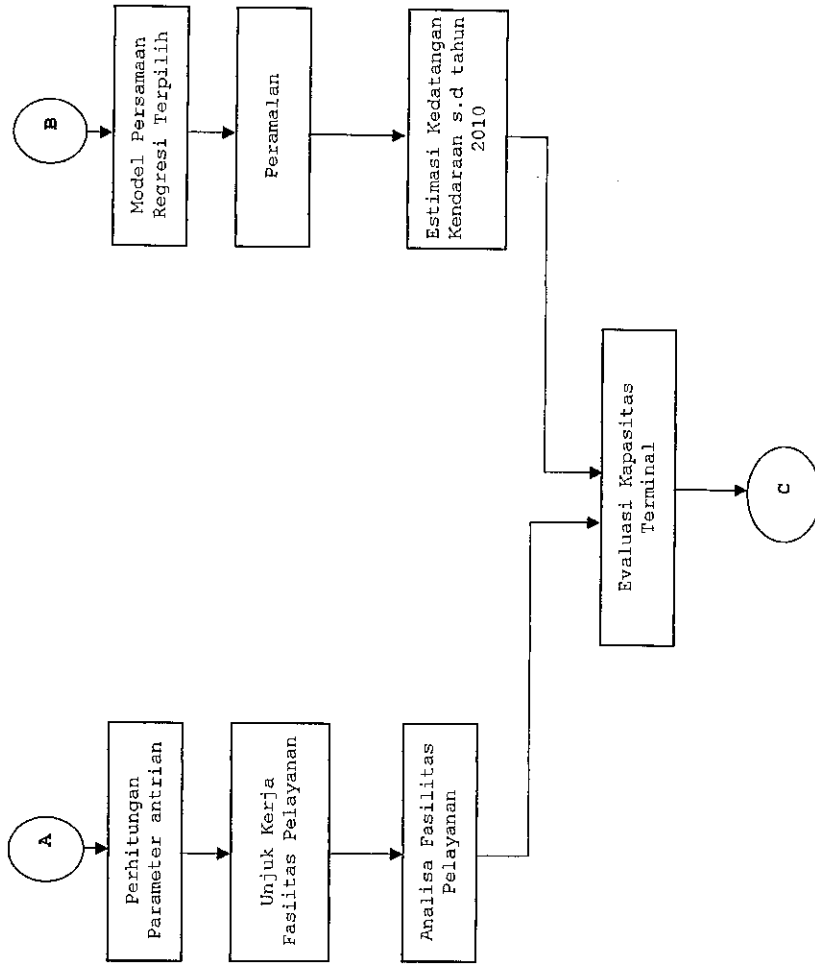 A
Perhitungan
Parameter antrian
Unjuk Kerja
Fasiitas Pelayanan
Analisa Fasilitas
Pelayanan
B
Model Persamaan
Regresi Terpilih
Peramalan
Estimasi Kedatangan
Kendaraan s.d tahun
2010
Evaluasi Kapasitas
Terminal
C